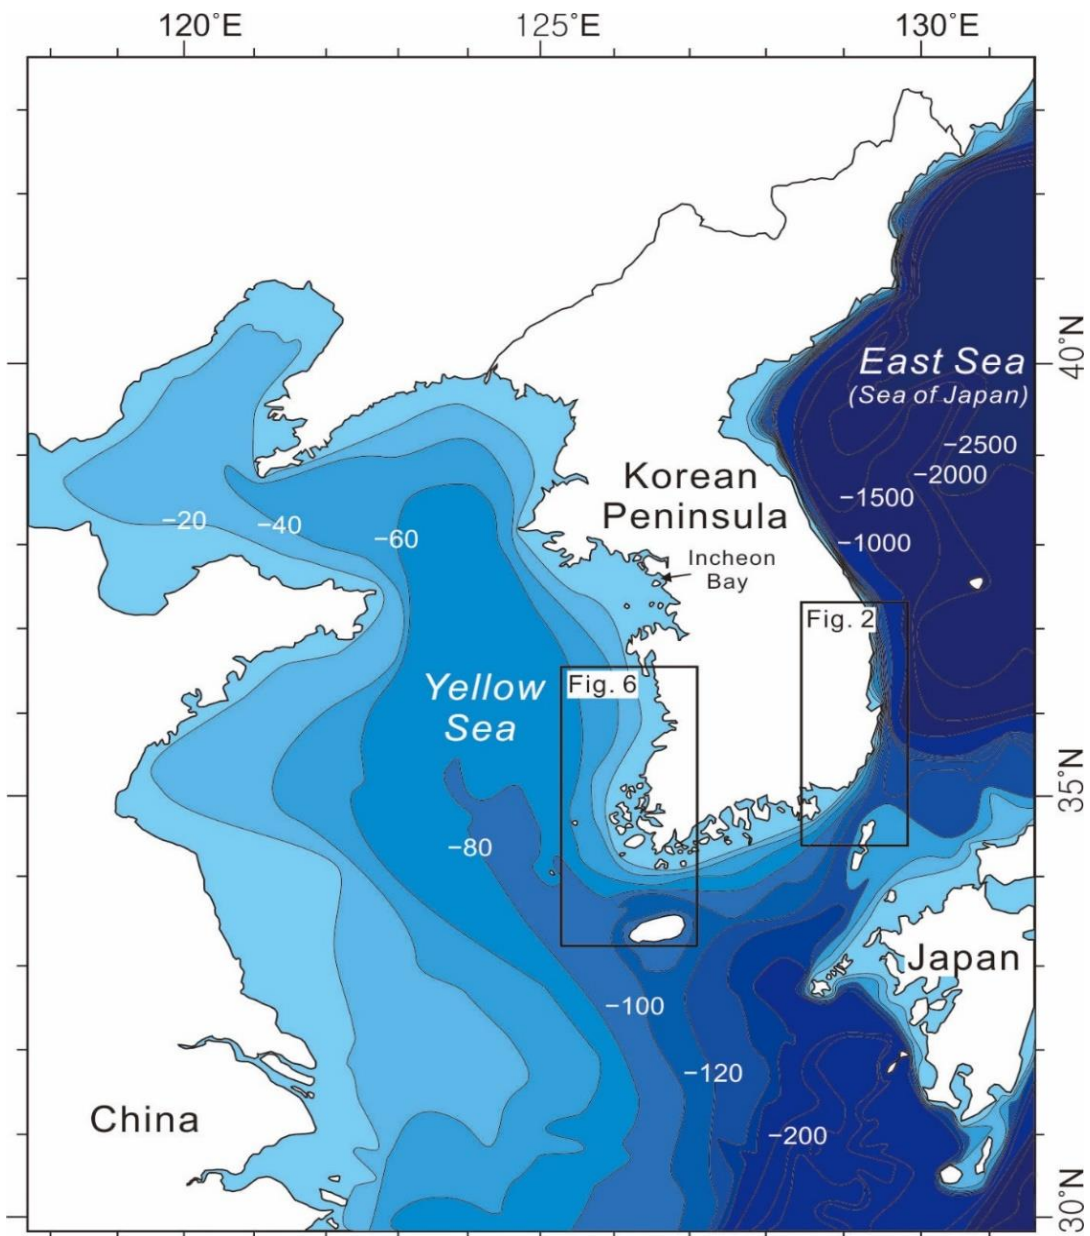 120°E
125°E
130°E
40°N
East Sea
(Sea of Japan)
−2500
−2000
−1500
−1000
Korean
Peninsula
Incheon
Bay
−20
−40
−60
Fig. 2
Fig. 6
Yellow
Sea
35°N
−80
Japan
−100
−120
China
−200
30°N